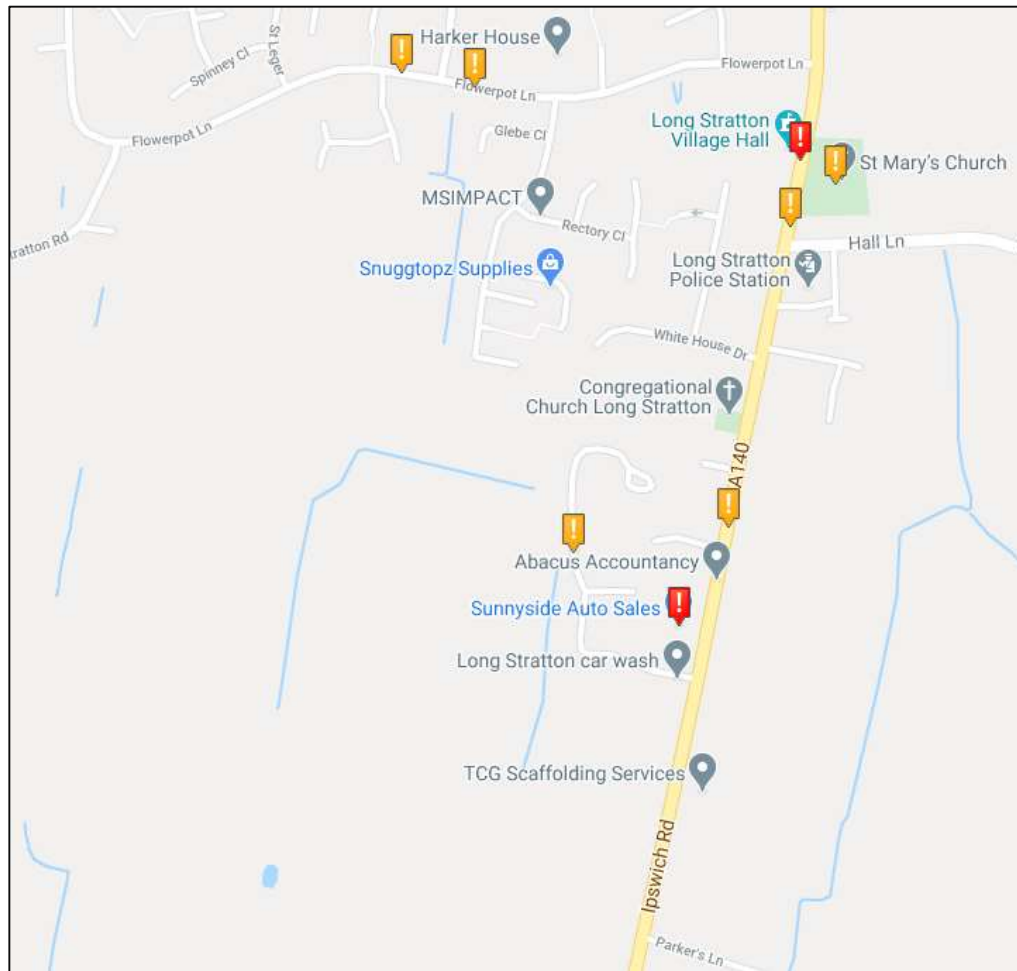 Harker House
St Leger
Spinney Cl
Flowerpot Ln
Flowerpot Ln
Flowerpot Ln
Glebe Cl
Long Stratton
Village Hall
St Mary's Church
MSIMPACT
Rectory Cl
tratton Rd
Hall Ln
Snuggtopz Supplies
Long Stratton
Police Station
White House Dr
Congregational
Church Long Stratton
A140
Abacus Accountancy
Sunnyside Auto Sales
Long Stratton car wash
TCG Scaffolding Services
Ipswich Rd
Parker's Ln